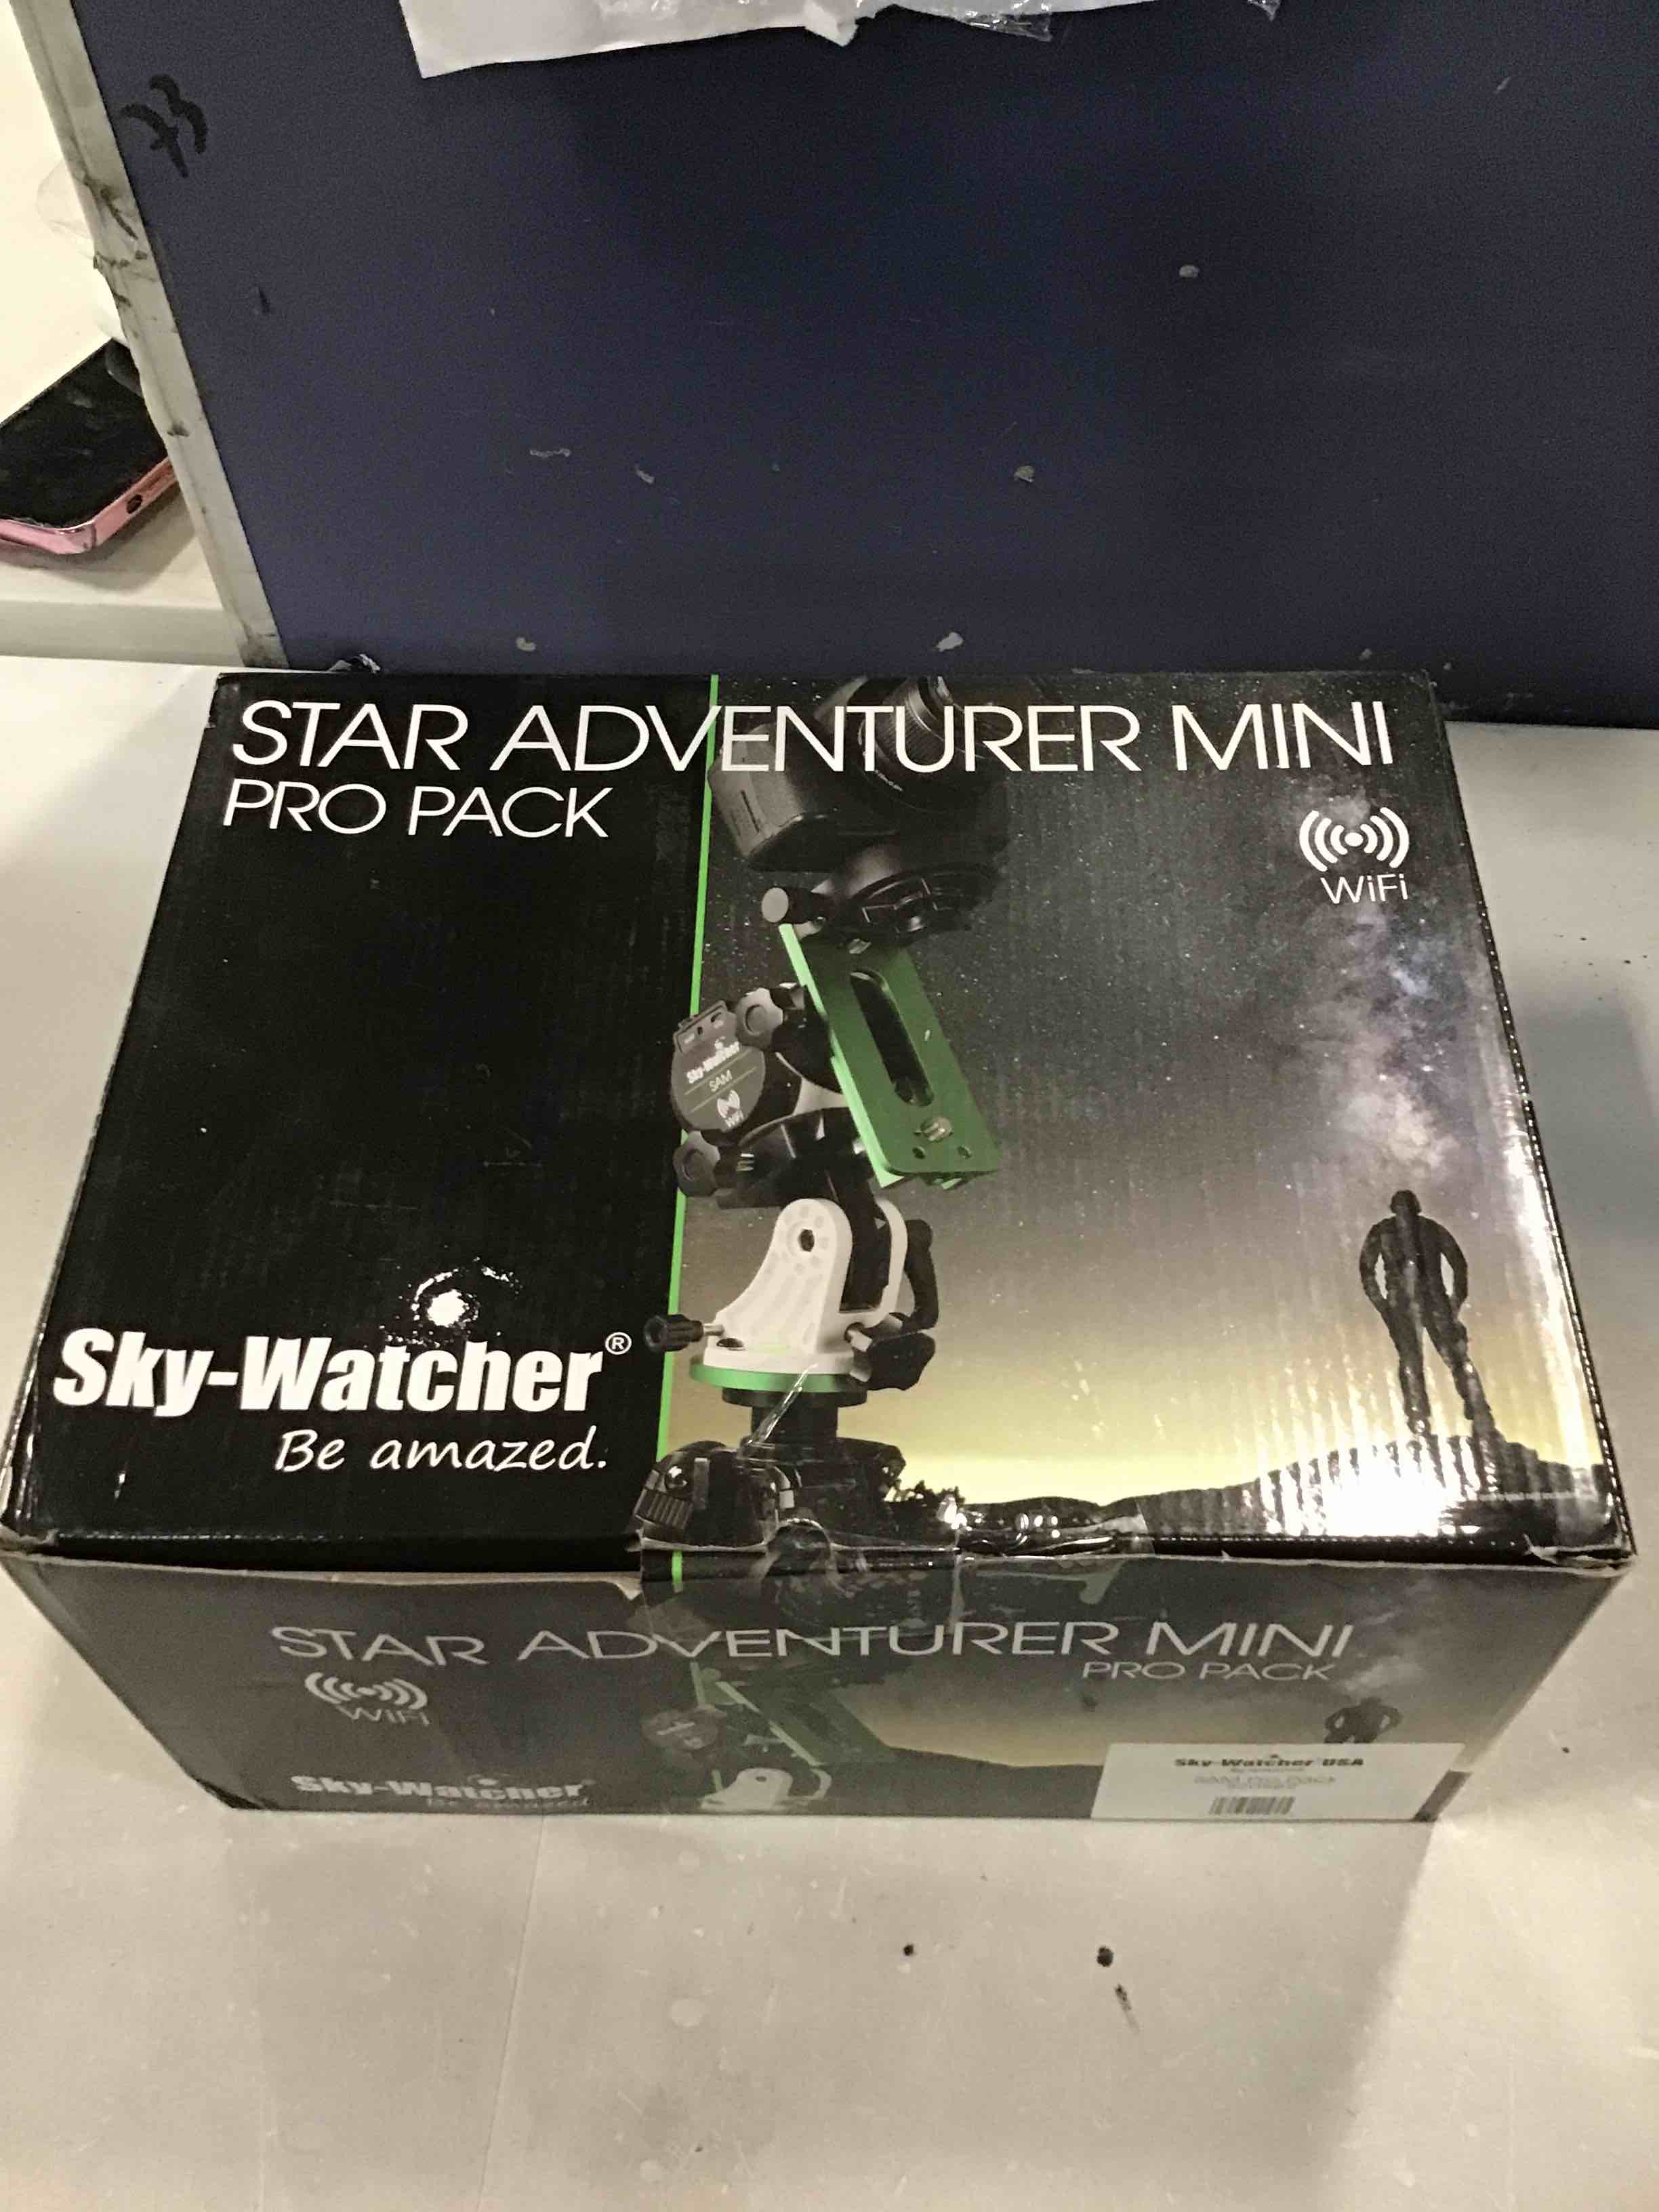 73
STAR ADVENTURER MINI
PRO PACK
WiFi
Sky-Watcher
SAM
WiFi
Sky-Watcher®
Be amazed.
STAR ADVENTURER MINI
PRO PACK
WiFi
Sky-Watcher
Be amazed.
Sky-Watcher USA